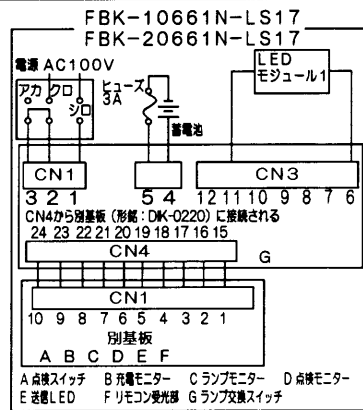 FBK-10661N-LS17
FBK-20661N-LS17
電源 AC100V
アカ クロ シロ
ヒューズ
3A
蓄電池
LED
モジュール1
CN1
CN3
3 2 1
5 4
12 11 10 9 8 7 6
CN4から別基板 (形銘:DIK-0220) に接続される
24 23 22 21 20 19 18 17 16 15
CN4
G
CN1
10 9 8 7 6 5 4 3 2 1
別基板
A B C D E F
A 点検スイッチ B 充電モニター C ランプモニター D 点検モニター
E 送信LED F リモコン受光部 G ランプ交換スイッチ